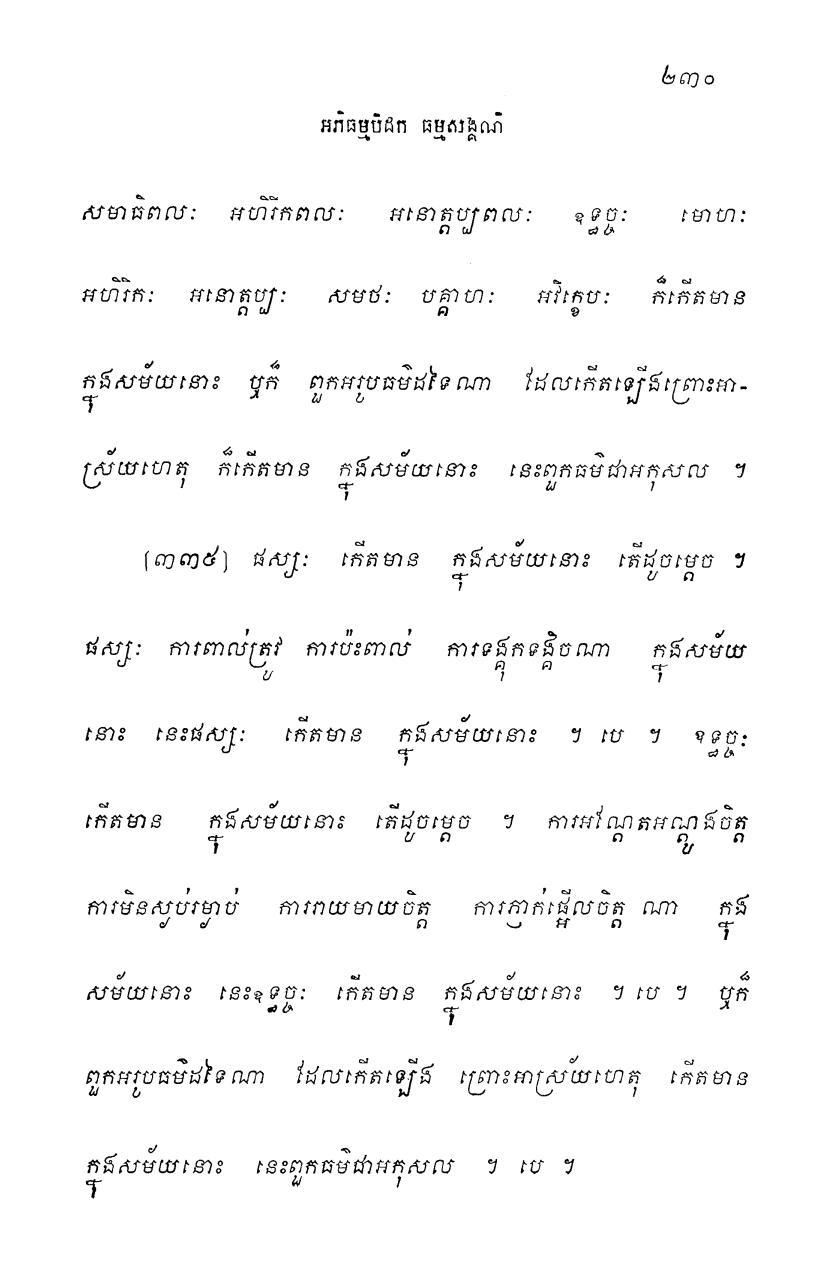 ២៣០
អភិធម្មបិដក ធម្មសង្គណី
សមាធិពលៈ អហិរីកពលៈ អនោត្តប្បពលៈ ឧទ្ធច្ចៈ មោហៈ
អហិរិកៈ អនោត្តប្បៈ សមថៈ បគ្គាហៈ អវិក្ខេបៈ ក៏កើតមាន
ក្នុងសម័យនោះ ឬក៏ ពួកអរូបធម៌ដទៃណា ដែលកើតឡើងព្រោះអា-
ស្រ័យហេតុ ក៏កើតមាន ក្នុងសម័យនោះ នេះពួកធម៌ជាអកុសល ។
[៣៣៥] ផស្សៈ កើតមាន ក្នុងសម័យនោះ តើដូចម្តេច ។
ផស្សៈ ការពាល់ត្រូវ ការប៉ះពាល់ ការទង្គុកទង្គិចណា ក្នុងសម័យ
នោះ នេះផស្សៈ កើតមាន ក្នុងសម័យនោះ ។ បេ ។ ឧទ្ធច្ចៈ
កើតមាន ក្នុងសម័យនោះ តើដូចម្តេច ។ ការអណ្តែតអណ្តូងចិត្ត
ការមិនស្ងប់រម្ងាប់ ការរាយមាយចិត្ត ការភ្ញាក់ផ្អើលចិត្ត ណា ក្នុង
សម័យនោះ នេះឧទ្ធច្ចៈ កើតមាន ក្នុងសម័យនោះ ។ បេ ។ ឬក៏
ពួកអរូបធម៌ដទៃណា ដែលកើតឡើង ព្រោះអាស្រ័យហេតុ កើតមាន
ក្នុងសម័យនោះ នេះពួកធម៌ជាអកុសល ។ បេ ។